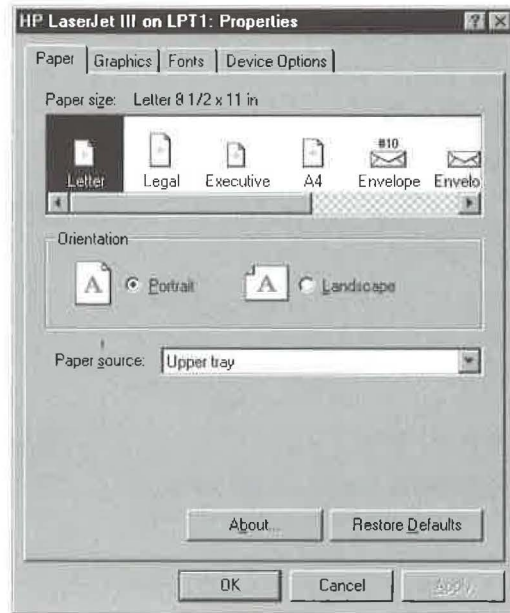 HP LaserJet III on LPT1: Properties ? X
Paper Graphics Fonts Device Options
Paper size: Letter 8 1/2 x 11 in
#10
Letter Legal Executive A4 Envelope Envelo
Orientation
A Portrait A Landscape
Paper source: Upper tray
About... Restore Defaults
OK Cancel Apply